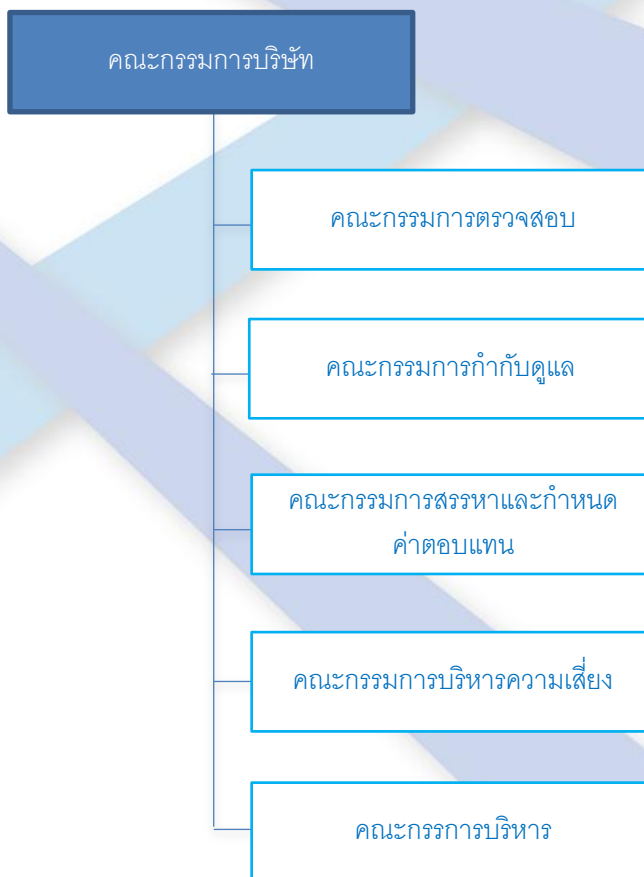 คณะกรรมการบริษัท
คณะกรรมการตรวจสอบ
คณะกรรมการกำกับดูแล
คณะกรรมการสรรหาและกำหนด
ค่าตอบแทน
คณะกรรมการบริหารความเสี่ยง
คณะกรรการบริหาร